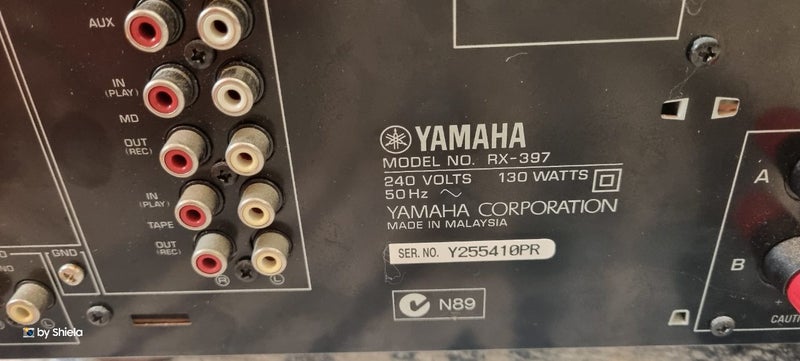 AUX
IN
(PLAY)
MD
OUT
(REC)
IN
(PLAY)
TAPE
OUT
(REC)
GND
R
L
YAMAHA
MODEL NO. RX-397
240 VOLTS 130 WATTS
50Hz ~
YAMAHA CORPORATION
MADE IN MALAYSIA
SER. NO. Y255410PR
N89
A
B
by Shiela